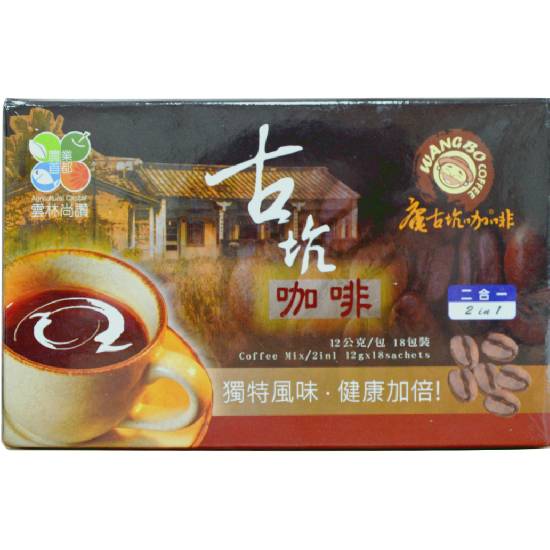 農業
首都
Agricultural Capital
雲林尚讚
古坑
咖啡
WANGBO COFFEE
古坑咖啡
二合一
2 in 1
12公克/包 18包裝
Coffee Mix/2in1 12gx18sachets
獨特風味·健康加倍!